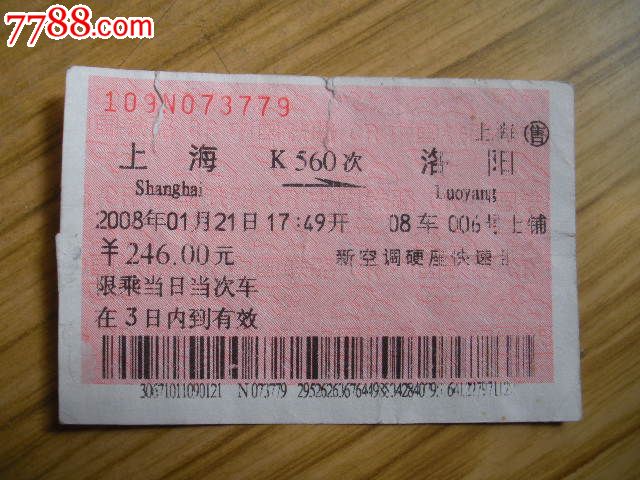 7788.com
109N073779
上海 售
上海 K560次 洛阳
Shanghai Luoyang
2008年01月21日17:49开 08车 006号上铺
¥246.00元 新空调硬座快速
限乘当日当次车
在3日内到有效
N073779